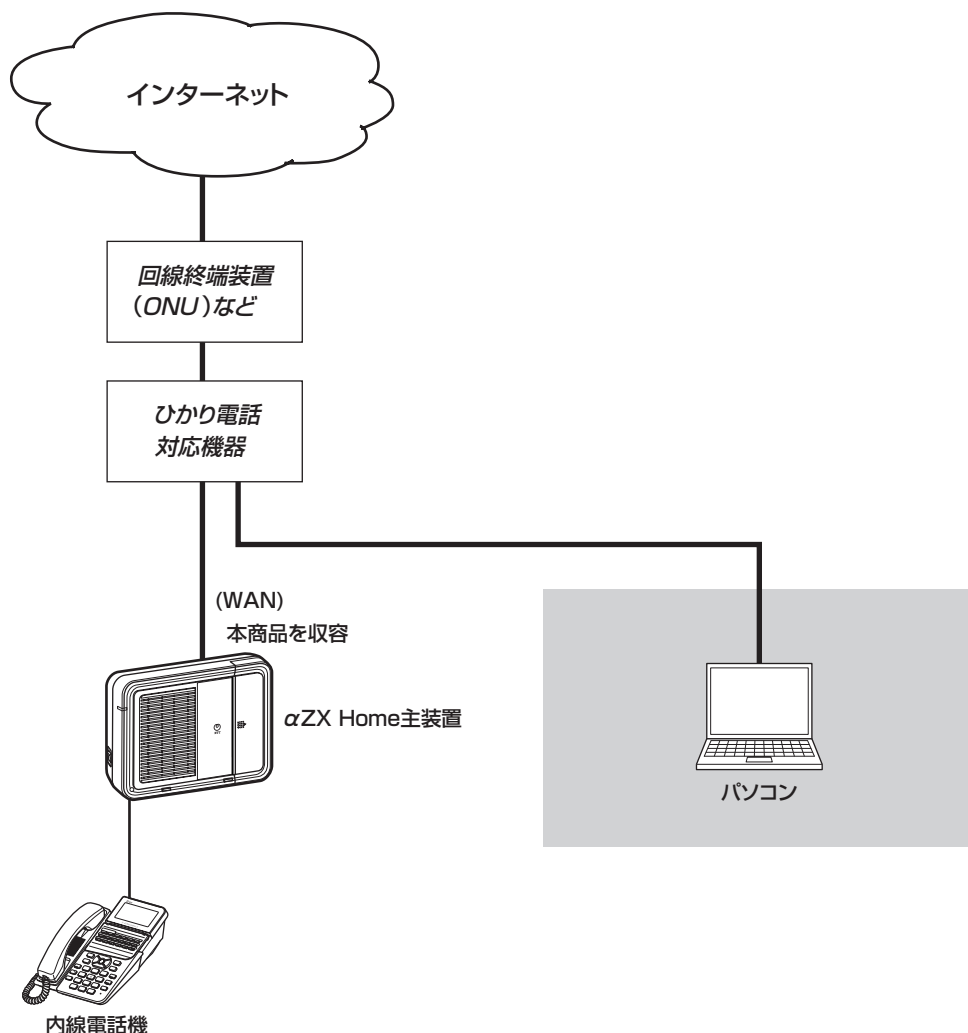 インターネット
回線終端装置
(ONU)など
ひかり電話
対応機器
(WAN)
本商品を収容
αZX Home主装置
パソコン
内線電話機